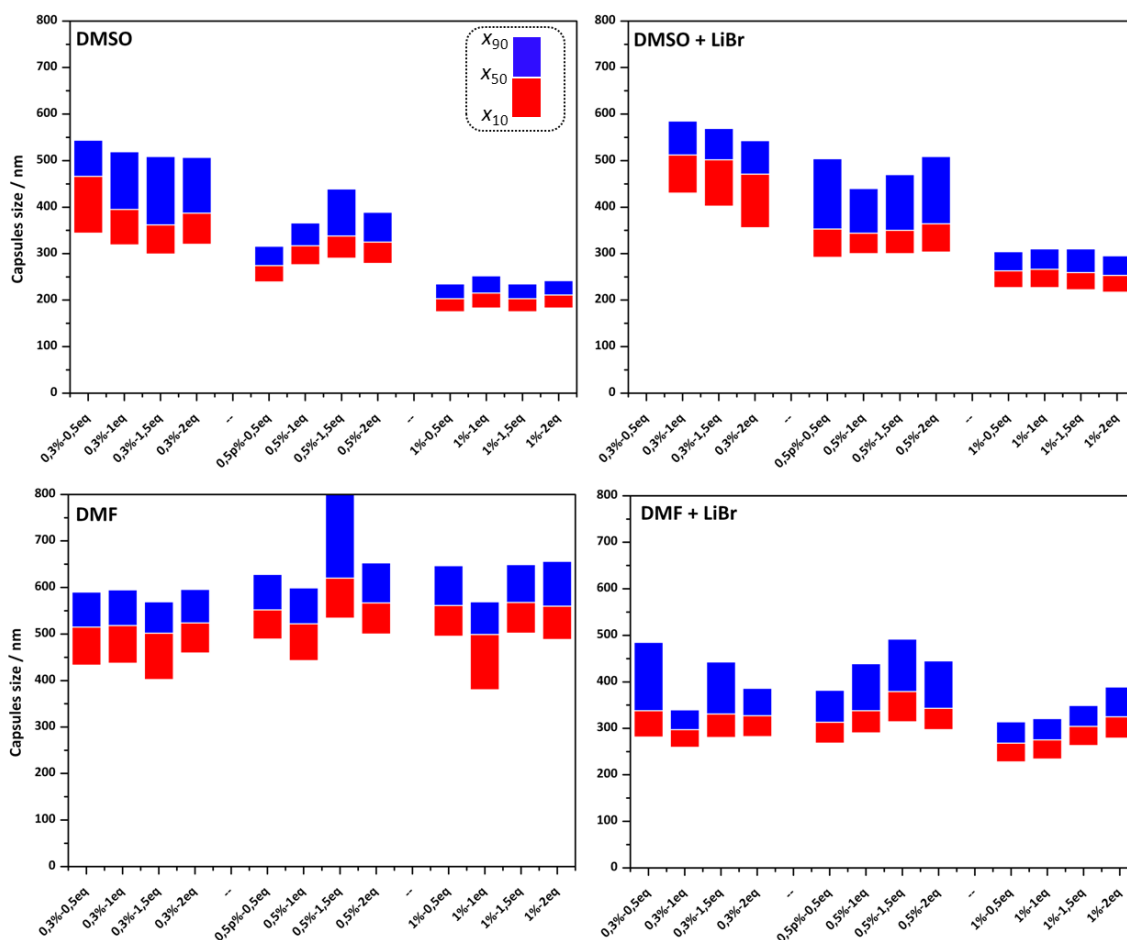 DMSO
x90
x50
x10
Capsules size / nm
800
700
600
500
400
300
200
100
0
0,3%-0,5eq
0,3%-1eq
0,3%-1,5eq
0,3%-2eq
--
0,5p%-0,5eq
0,5%-1eq
0,5%-1,5eq
0,5%-2eq
--
1%-0,5eq
1%-1eq
1%-1,5eq
1%-2eq
DMSO + LiBr
800
700
600
500
400
300
200
100
0
0,3%-0,5eq
0,3%-1eq
0,3%-1,5eq
0,3%-2eq
--
0,5p%-0,5eq
0,5%-1eq
0,5%-1,5eq
0,5%-2eq
--
1%-0,5eq
1%-1eq
1%-1,5eq
1%-2eq
DMF
Capsules size / nm
800
700
600
500
400
300
200
100
0
0,3%-0,5eq
0,3%-1eq
0,3%-1,5eq
0,3%-2eq
--
0,5p%-0,5eq
0,5%-1eq
0,5%-1,5eq
0,5%-2eq
--
1%-0,5eq
1%-1eq
1%-1,5eq
1%-2eq
DMF + LiBr
800
700
600
500
400
300
200
100
0
0,3%-0,5eq
0,3%-1eq
0,3%-1,5eq
0,3%-2eq
--
0,5p%-0,5eq
0,5%-1eq
0,5%-1,5eq
0,5%-2eq
--
1%-0,5eq
1%-1eq
1%-1,5eq
1%-2eq